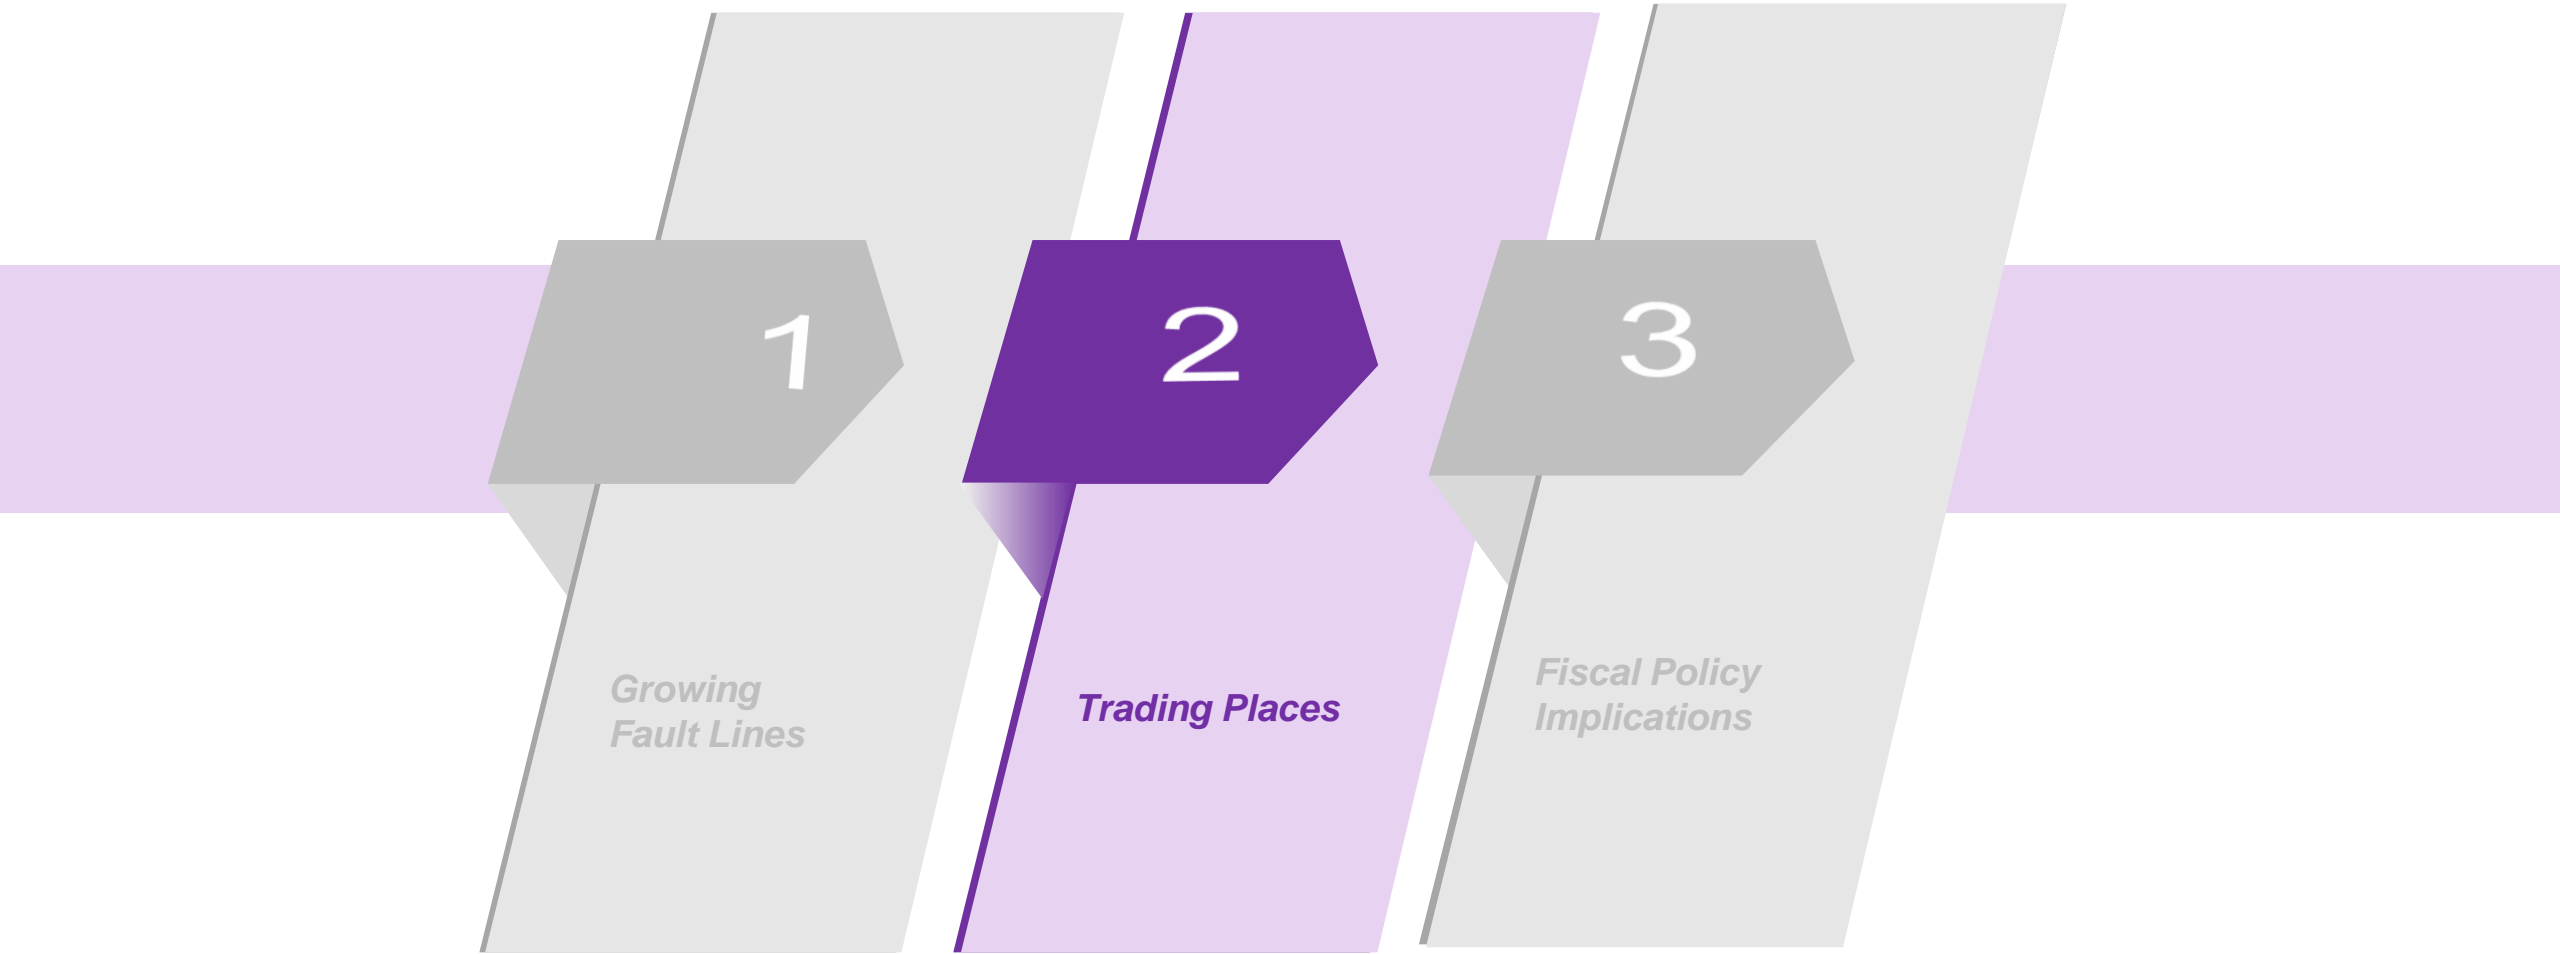 1
Growing
Fault Lines
2
Trading Places
3
Fiscal Policy
Implications